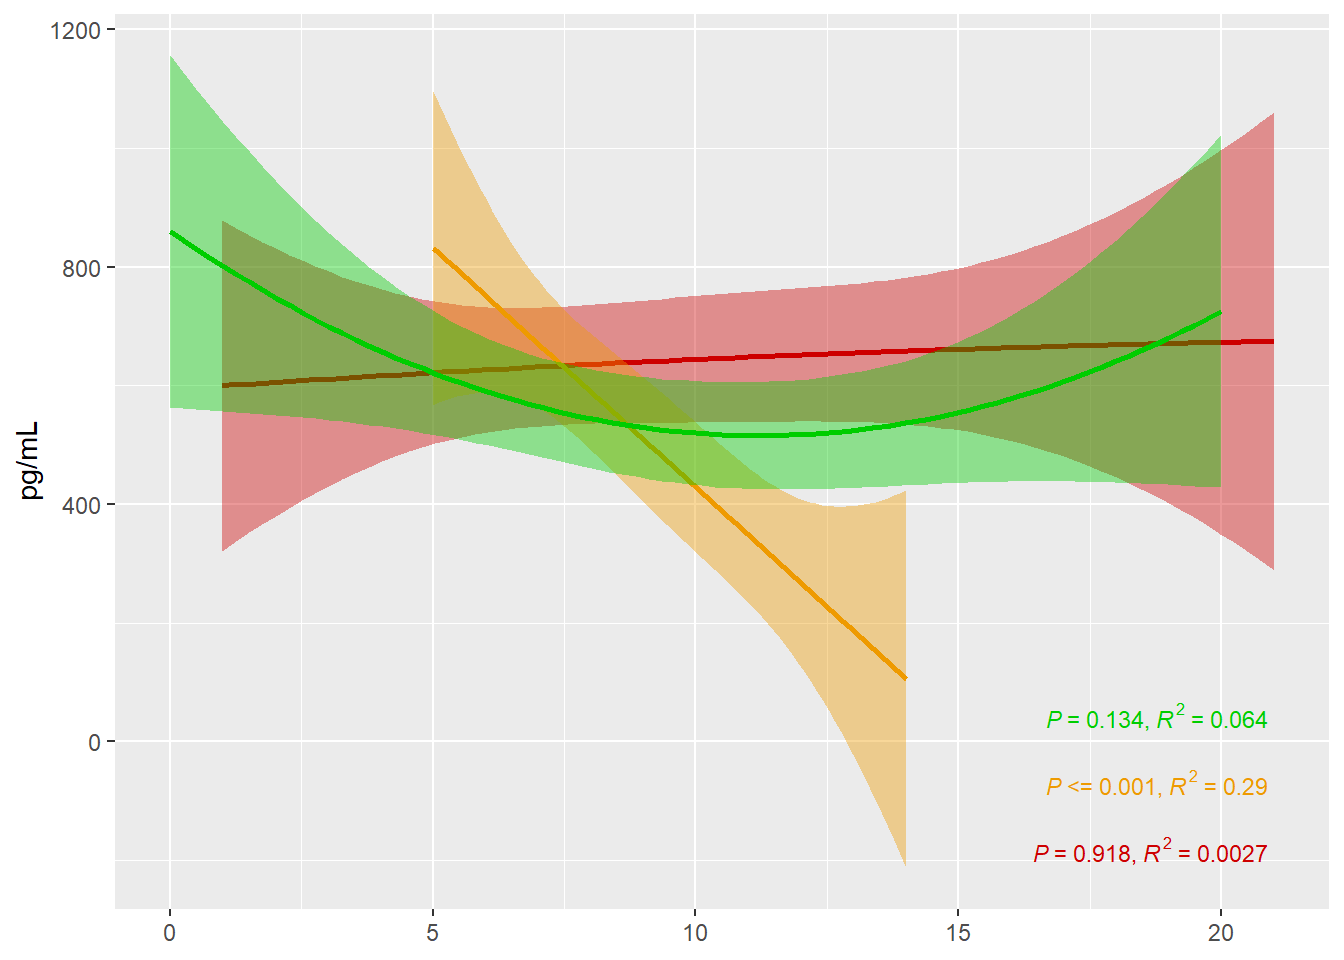 1200
800
400
0
pg/mL
P = 0.134, R² = 0.064
P <= 0.001, R² = 0.29
P = 0.918, R² = 0.0027
0 5 10 15 20